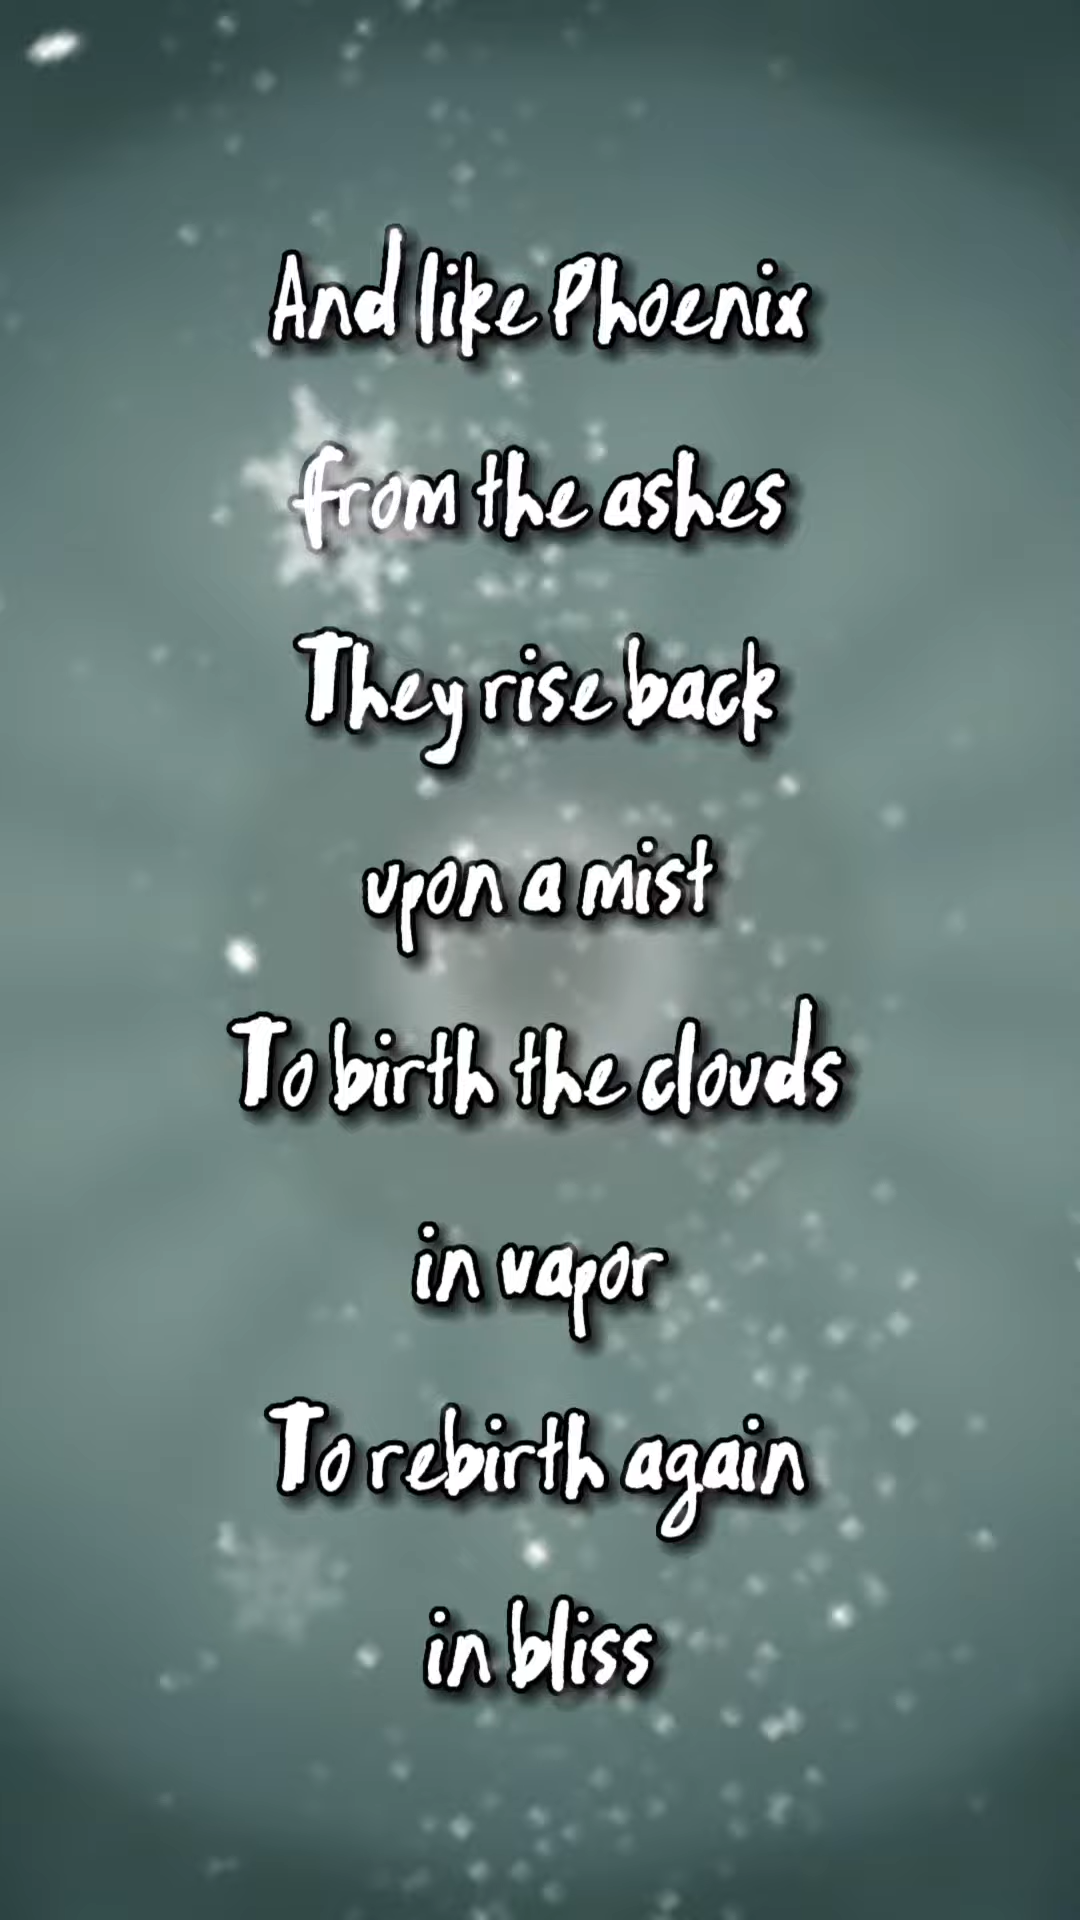 And like Phoenix
from the ashes
They rise back
upon a mist
To birth the clouds
in vapor
To rebirth again
in bliss